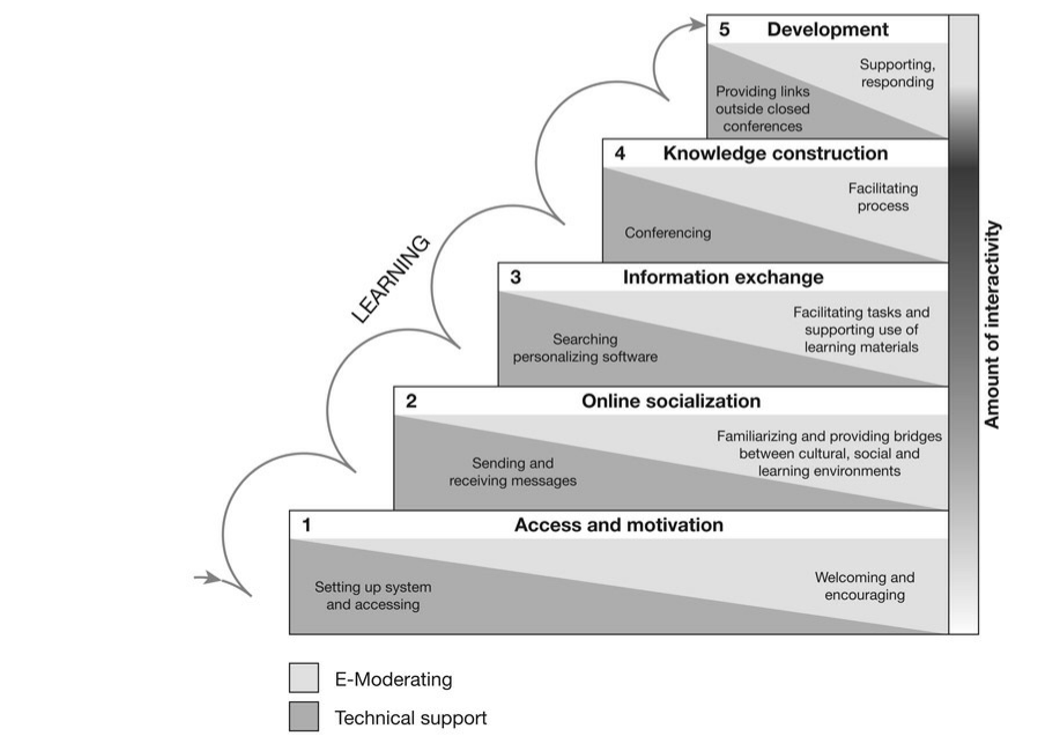 5 Development
Supporting,
responding
Providing links
outside closed
conferences
4 Knowledge construction
Facilitating
process
Conferencing
3 Information exchange
Facilitating tasks and
supporting use of
learning materials
Searching
personalizing software
2 Online socialization
Familiarizing and providing bridges
between cultural, social and
learning environments
Sending and
receiving messages
1 Access and motivation
Setting up system
and accessing
Welcoming and
encouraging
LEARNING
Amount of interactivity
E-Moderating
Technical support